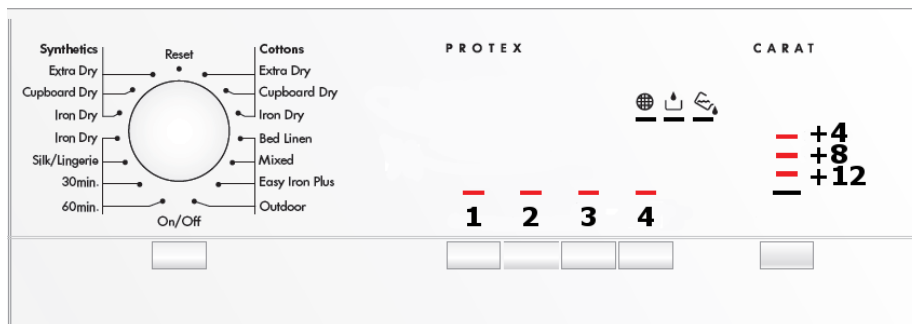 Synthetics
Extra Dry
Cupboard Dry
Iron Dry
Iron Dry
Silk/Lingerie
30min.
60min.
Reset
On/Off
Cottons
Extra Dry
Cupboard Dry
Iron Dry
Bed Linen
Mixed
Easy Iron Plus
Outdoor
PROTEX
1 2 3 4
CARAT
+4
+8
+12